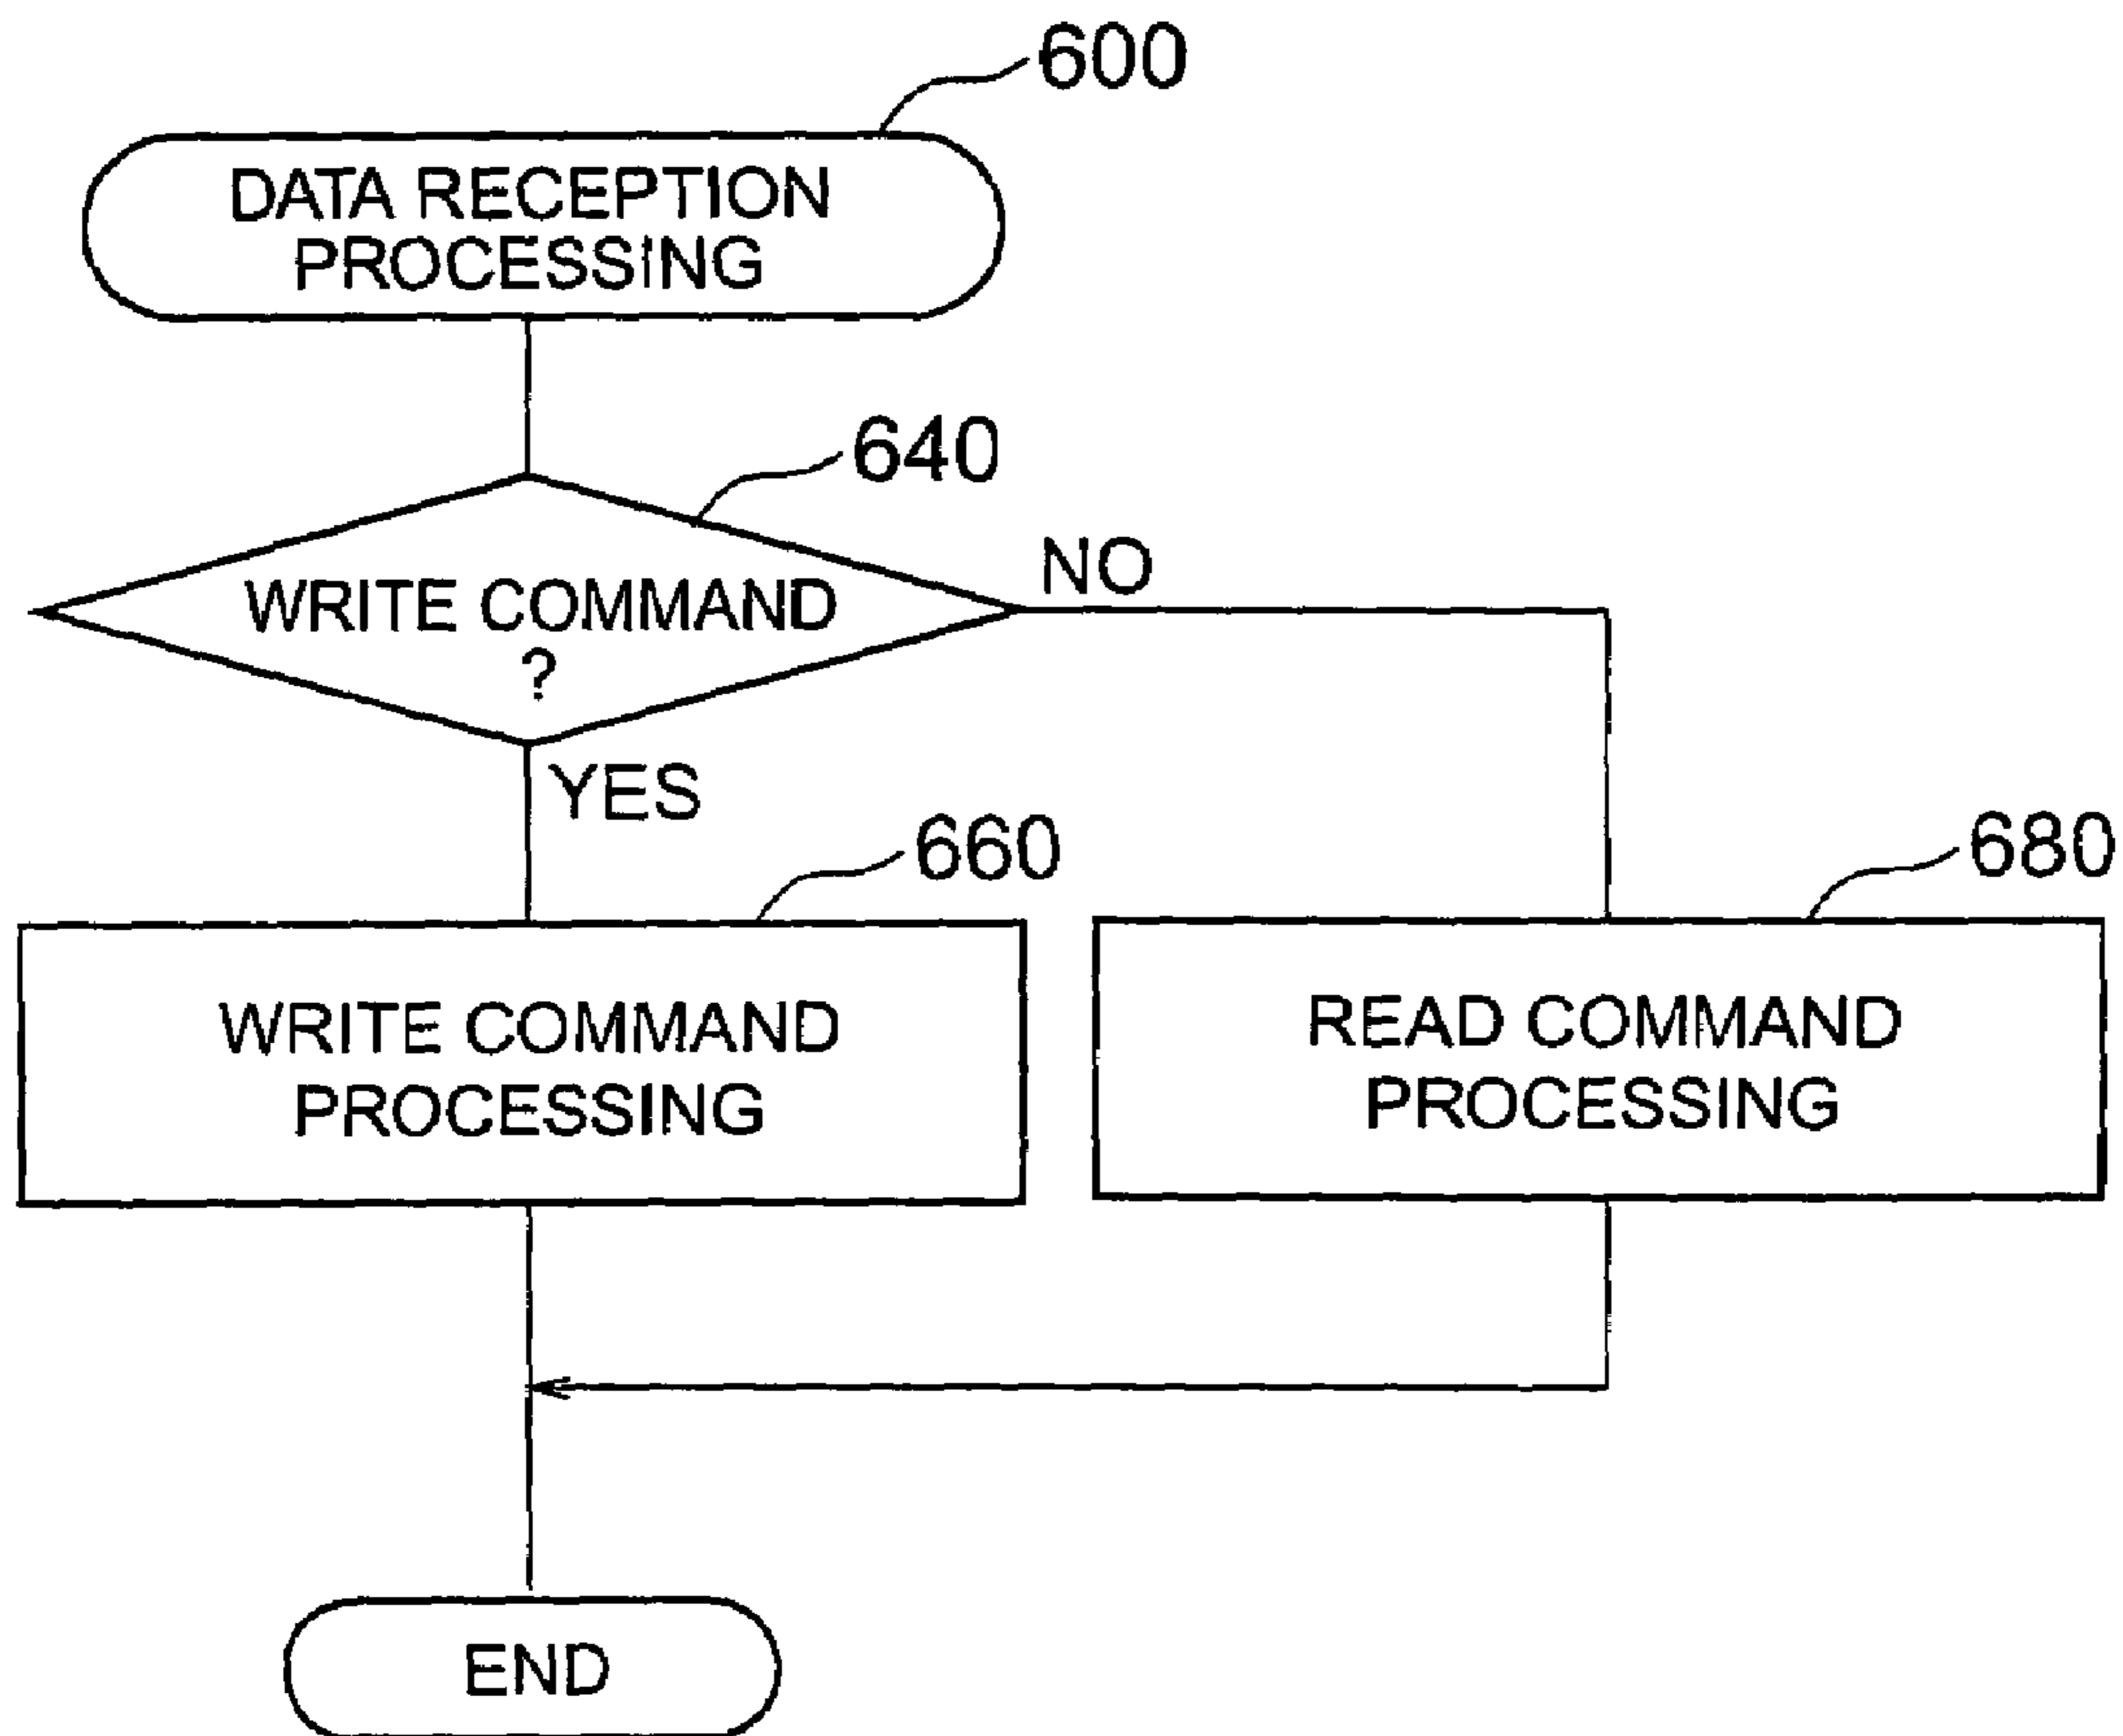 600
DATA RECEPTION
PROCESSING
640
WRITE COMMAND
?
NO
YES
660
680
WRITE COMMAND
PROCESSING
READ COMMAND
PROCESSING
END